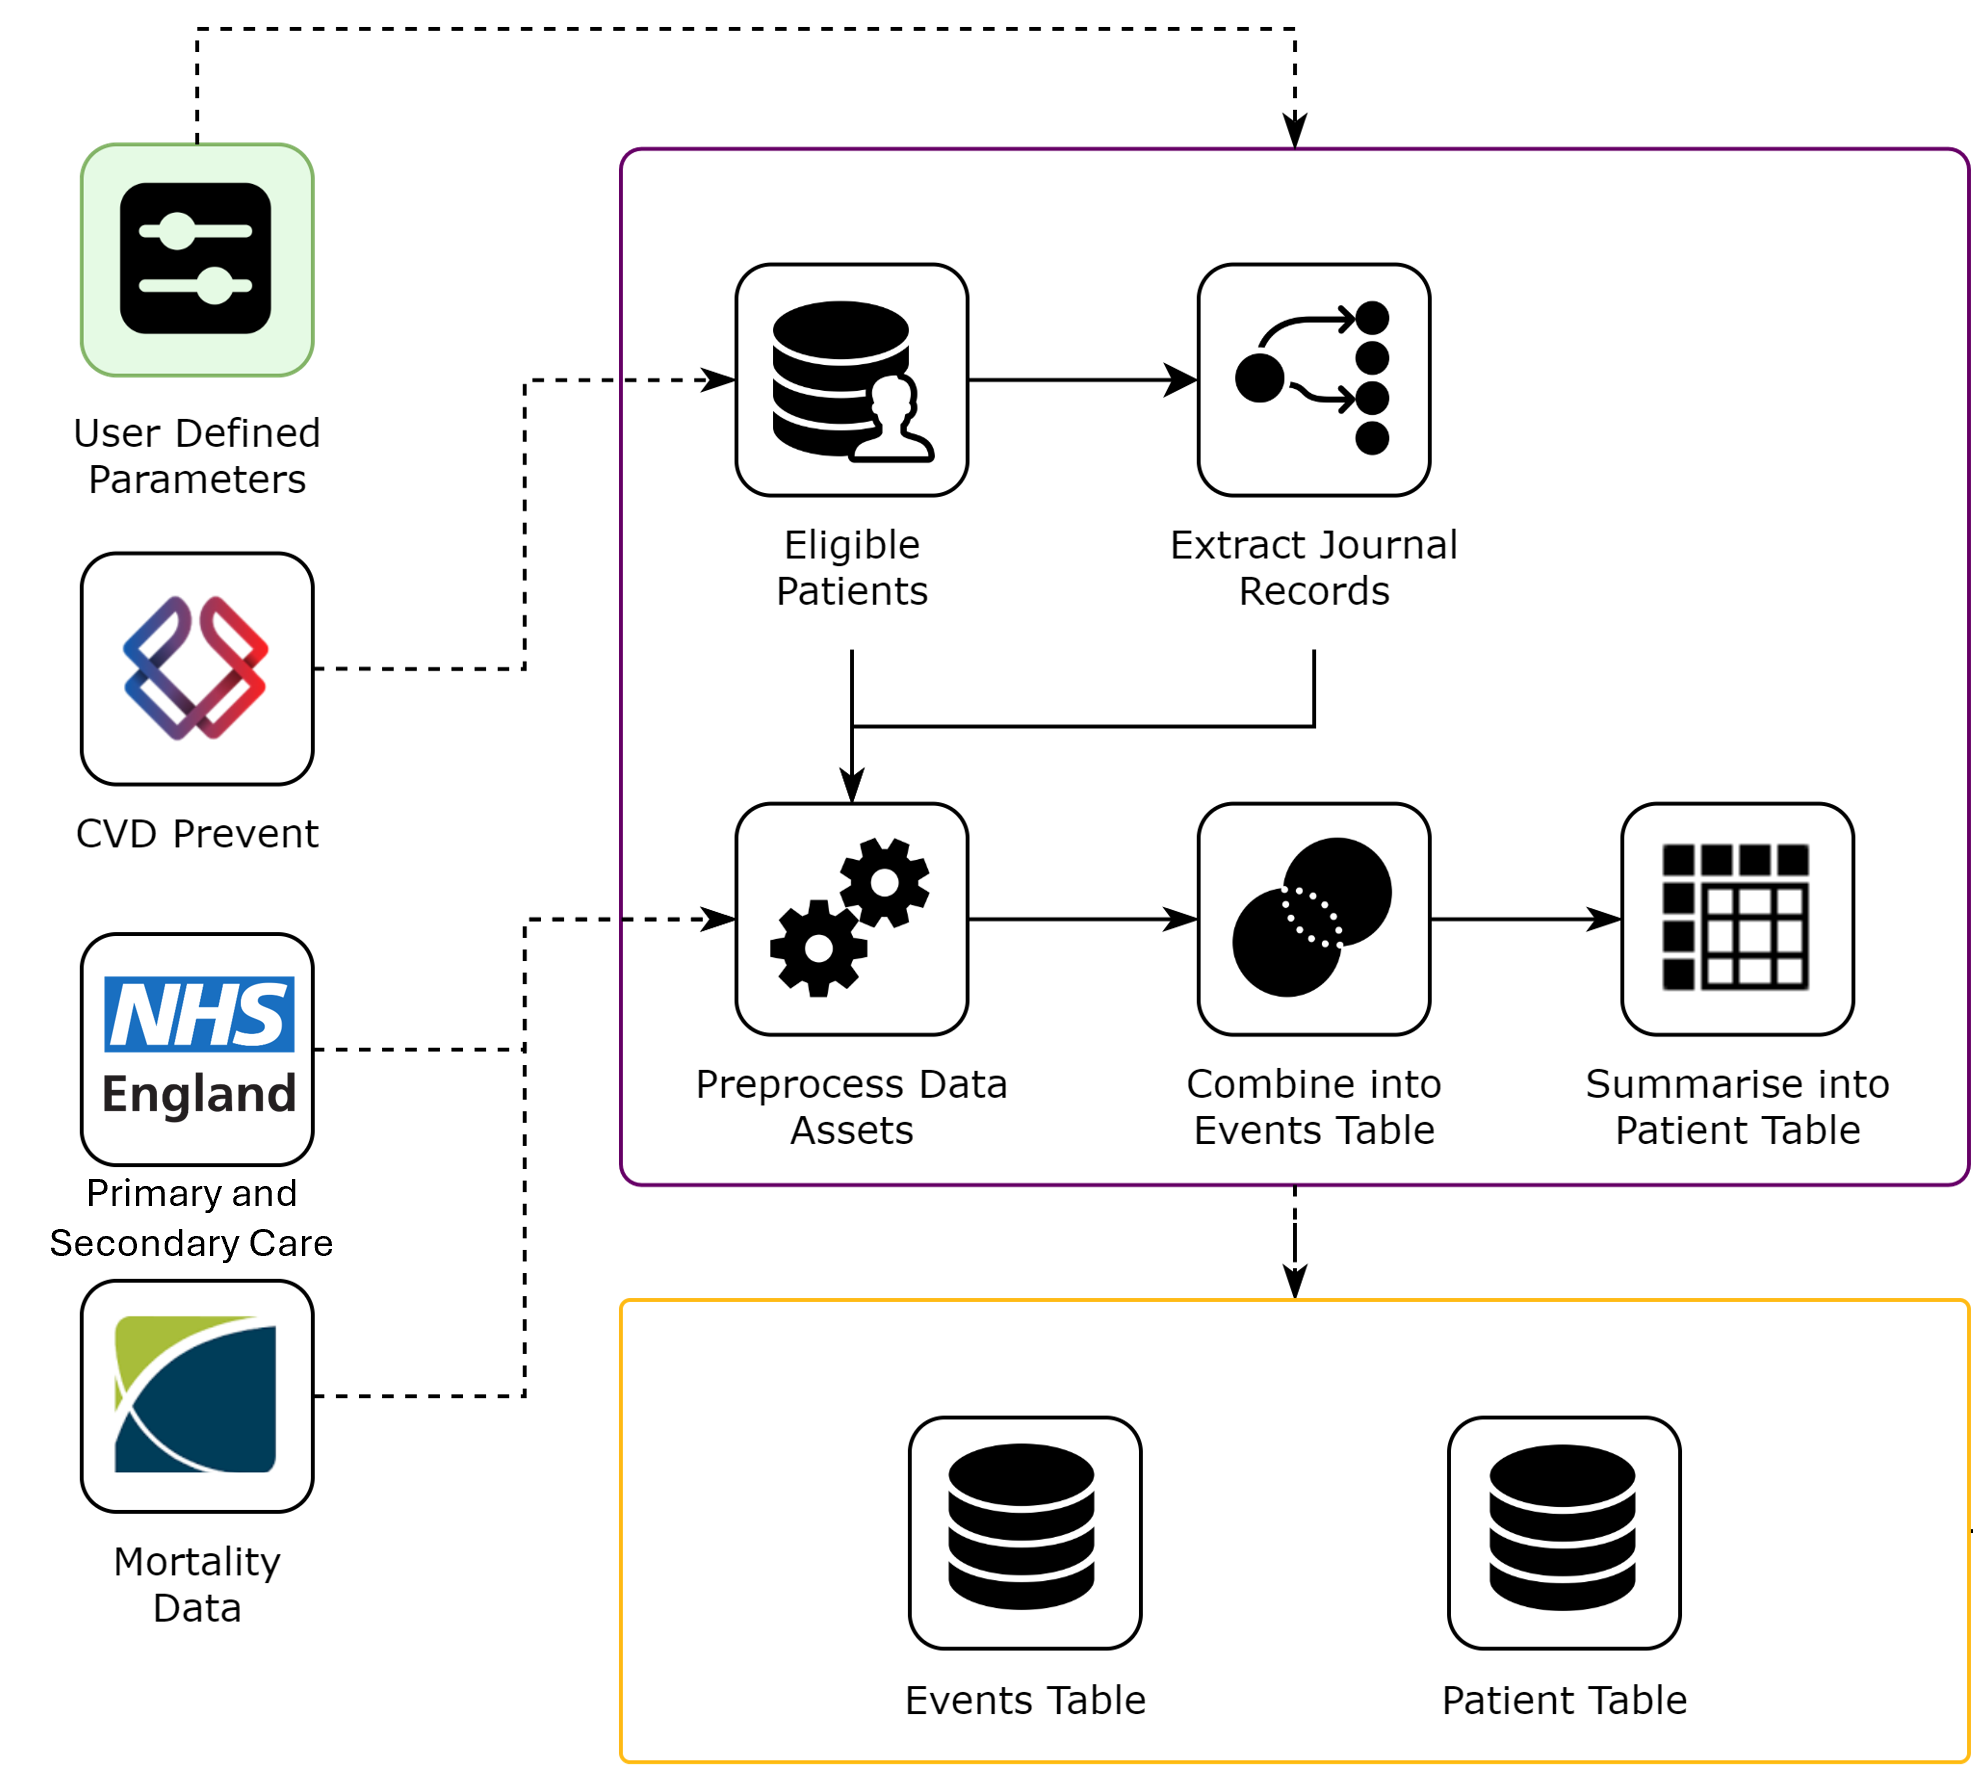 User Defined
Parameters
CVD Prevent
NHS
England
Primary and
Secondary Care
Mortality
Data
Eligible
Patients
Extract Journal
Records
Preprocess Data
Assets
Combine into
Events Table
Summarise into
Patient Table
Events Table
Patient Table